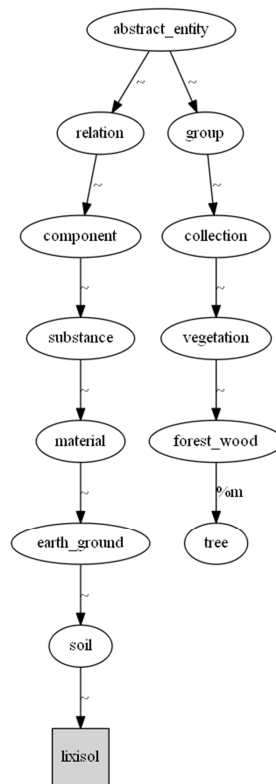 abstract_entity
~ ~
relation group
~ ~
component collection
~ ~
substance vegetation
~ ~
material forest_wood
~ %m
earth_ground tree
~
soil
~
lixisol